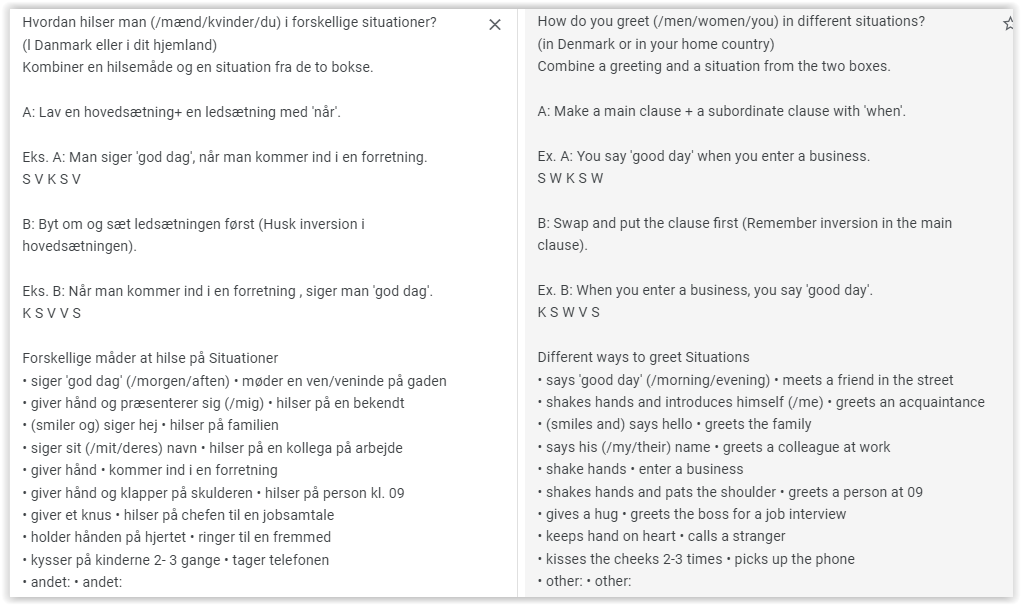 Hvordan hilser man (/mænd/kvinder/du) i forskellige situationer?
(l Danmark eller i dit hjemland)
Kombiner en hilsemåde og en situation fra de to bokse.
A: Lav en hovedsætning+ en ledsætning med 'når'.
Eks. A: Man siger 'god dag', når man kommer ind i en forretning.
S V K S V
B: Byt om og sæt ledsætningen først (Husk inversion i
hovedsætningen).
Eks. B: Når man kommer ind i en forretning , siger man 'god dag'.
K S V V S
Forskellige måder at hilse på Situationer
• siger 'god dag' (/morgen/aften) • møder en ven/veninde på gaden
• giver hånd og præsenterer sig (/mig) • hilser på en bekendt
• (smiler og) siger hej • hilser på familien
• siger sit (/mit/deres) navn • hilser på en kollega på arbejde
• giver hånd • kommer ind i en forretning
• giver hånd og klapper på skulderen • hilser på person kl. 09
• giver et knus • hilser på chefen til en jobsamtale
• holder hånden på hjertet • ringer til en fremmed
• kysser på kinderne 2- 3 gange • tager telefonen
• andet: • andet:
How do you greet (/men/women/you) in different situations?
(in Denmark or in your home country)
Combine a greeting and a situation from the two boxes.
A: Make a main clause + a subordinate clause with 'when'.
Ex. A: You say 'good day' when you enter a business.
S W K S W
B: Swap and put the clause first (Remember inversion in the main
clause).
Ex. B: When you enter a business, you say 'good day'.
K S W V S
Different ways to greet Situations
• says 'good day' (/morning/evening) • meets a friend in the street
• shakes hands and introduces himself (/me) • greets an acquaintance
• (smiles and) says hello • greets the family
• says his (/my/their) name • greets a colleague at work
• shake hands • enter a business
• shakes hands and pats the shoulder • greets a person at 09
• gives a hug • greets the boss for a job interview
• keeps hand on heart • calls a stranger
• kisses the cheeks 2-3 times • picks up the phone
• other: • other: